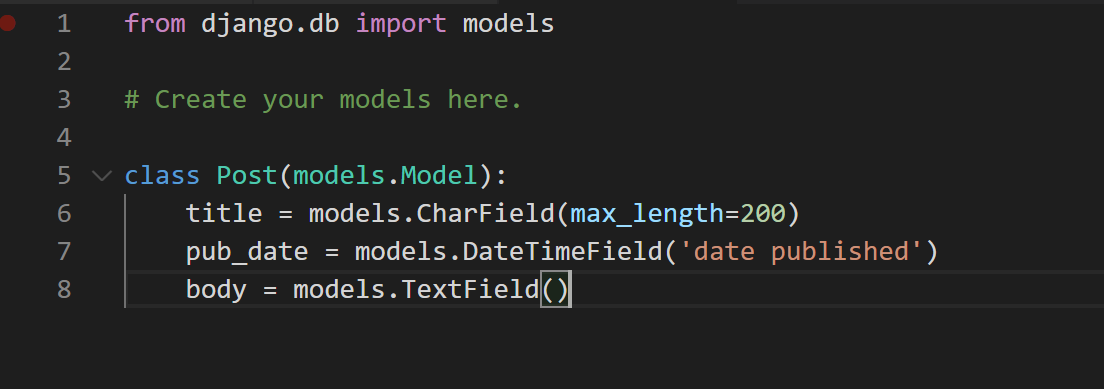 1 from django.db import models
2
3 # Create your models here.
4
5 class Post(models.Model):
6     title = models.CharField(max_length=200)
7     pub_date = models.DateTimeField('date published')
8     body = models.TextField()